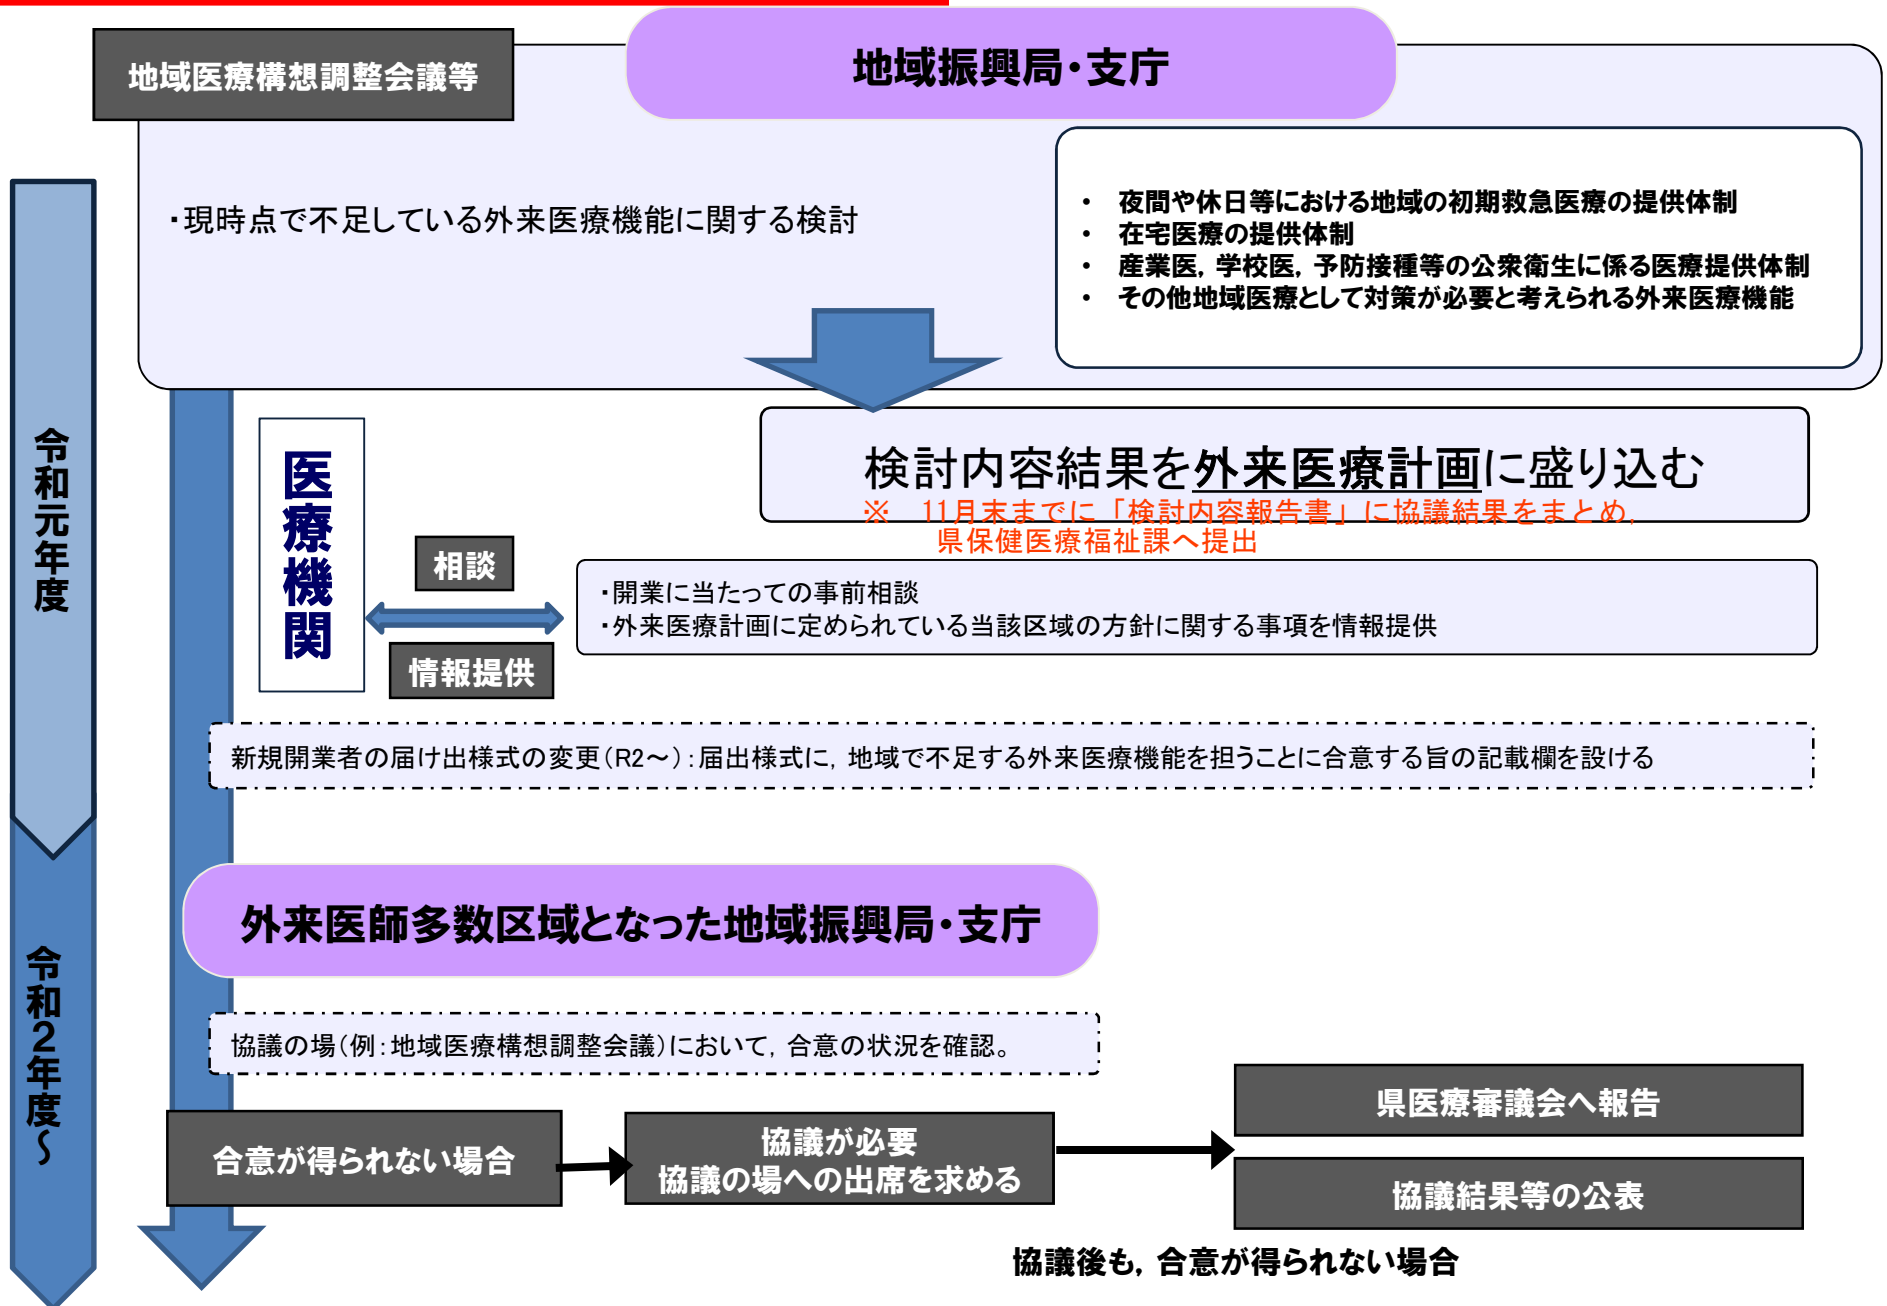 地域医療構想調整会議等
地域振興局・支庁
・現時点で不足している外来医療機能に関する検討
・ 夜間や休日等における地域の初期救急医療の提供体制
・ 在宅医療の提供体制
・ 産業医，学校医，予防接種等の公衆衛生に係る医療提供体制
・ その他地域医療として対策が必要と考えられる外来医療機能
令和元年度
検討内容結果を外来医療計画に盛り込む
※　11月末までに「検討内容報告書」に協議結果をまとめ，
県保健医療福祉課へ提出
医療機関
相談
情報提供
・開業に当たっての事前相談
・外来医療計画に定められている当該区域の方針に関する事項を情報提供
新規開業者の届け出様式の変更（R2～）：届出様式に，地域で不足する外来医療機能を担うことに合意する旨の記載欄を設ける
令和２年度～
外来医師多数区域となった地域振興局・支庁
協議の場（例：地域医療構想調整会議）において，合意の状況を確認。
合意が得られない場合
協議が必要
協議の場への出席を求める
県医療審議会へ報告
協議結果等の公表
協議後も，合意が得られない場合